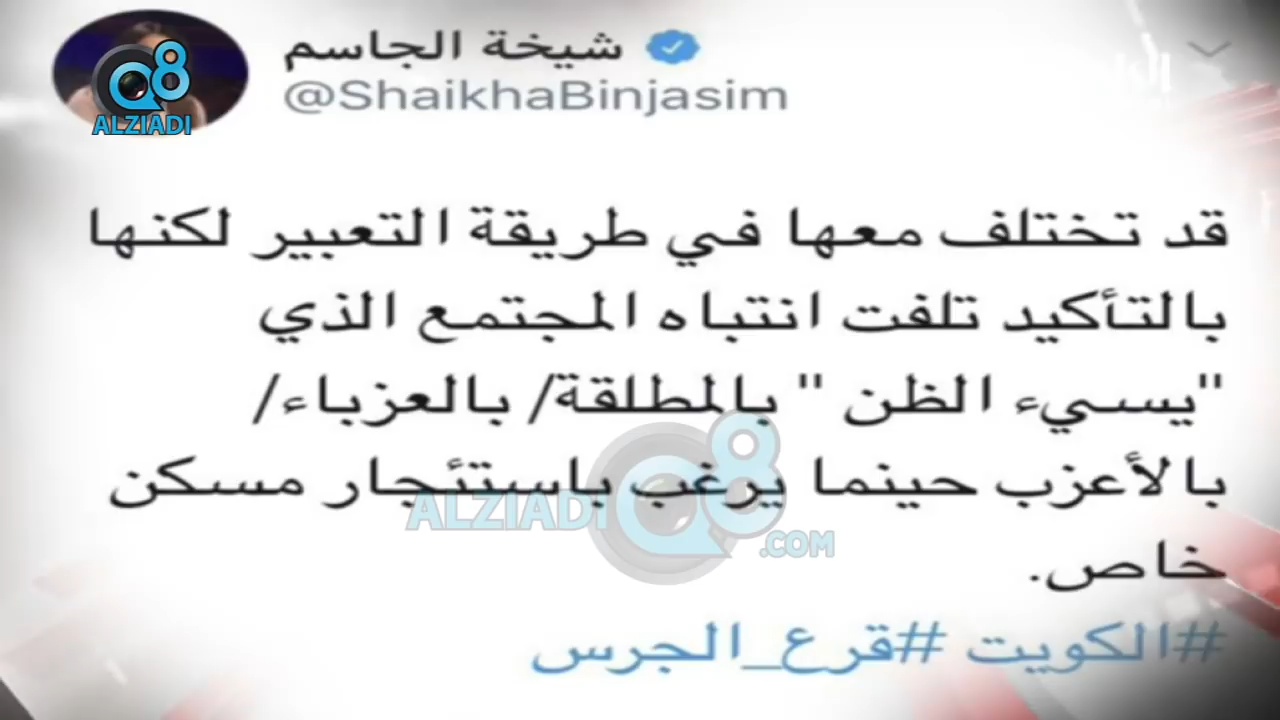 شيخة الجاسم
@ShaikhaBinjasim
Q8
ALZIADI
قد تختلف معها في طريقة التعبير لكنها
بالتأكيد تلفت انتباه المجتمع الذي
"يسيء الظن " بالمطلقة/ بالعزباء/
بالأعزب حينما يرغب باستئجار مسكن
خاص.
ALZIADI Q8 .COM
#الكويت #قرع_الجرس